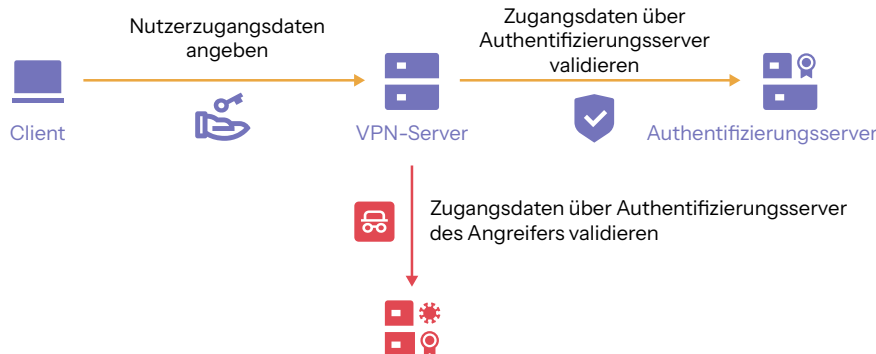 Nutzerzugangsdaten
angeben
Zugangsdaten über
Authentifizierungsserver
validieren
Client
VPN-Server
Authentifizierungsserver
Zugangsdaten über Authentifizierungsserver
des Angreifers validieren